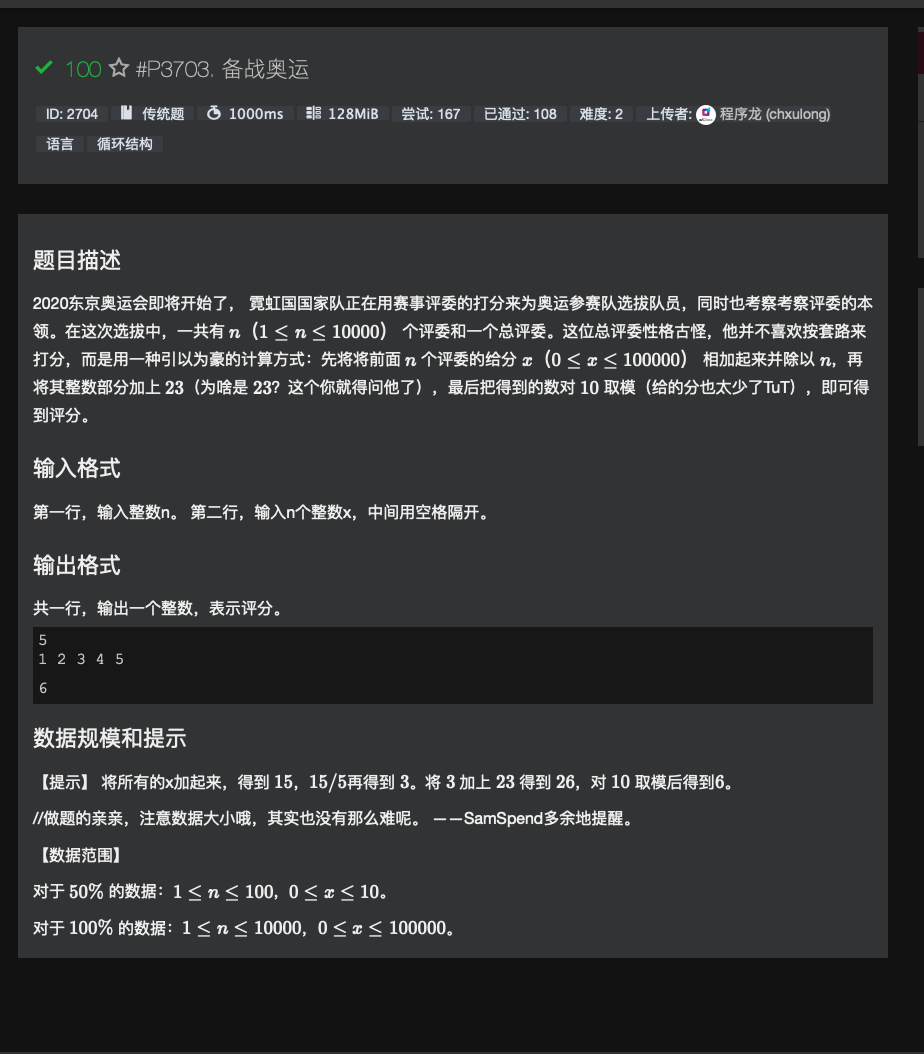 100 #P3703. 备战奥运
ID: 2704 传统题 1000ms 128MiB 尝试: 167 已通过: 108 难度: 2 上传者: 程序龙 (chxulong)
语言 循环结构
题目描述
2020东京奥运会即将开始了， 霓虹国国家队正在用赛事评委的打分来为奥运参赛队选拔队员，同时也考察考察评委的本
领。在这次选拔中，一共有 n（1 ≤ n ≤ 10000） 个评委和一个总评委。这位总评委性格古怪，他并不喜欢按套路来
打分，而是用一种引以为豪的计算方式：先将将前面 n 个评委的给分 x（0 ≤ x ≤ 100000） 相加起来并除以 n，再
将其整数部分加上 23（为啥是 23？这个你就得问他了），最后把得到的数对 10 取模（给的分也太少了TuT），即可得
到评分。
输入格式
第一行，输入整数n。 第二行，输入n个整数x，中间用空格隔开。
输出格式
共一行，输出一个整数，表示评分。
5
1 2 3 4 5
6
数据规模和提示
【提示】 将所有的x加起来，得到 15，15/5再得到 3。将 3 加上 23 得到 26，对 10 取模后得到6。
//做题的亲亲，注意数据大小哦，其实也没有那么难呢。 ——SamSpend多余地提醒。
【数据范围】
对于 50% 的数据：1 ≤ n ≤ 100，0 ≤ x ≤ 10。
对于 100% 的数据：1 ≤ n ≤ 10000，0 ≤ x ≤ 100000。